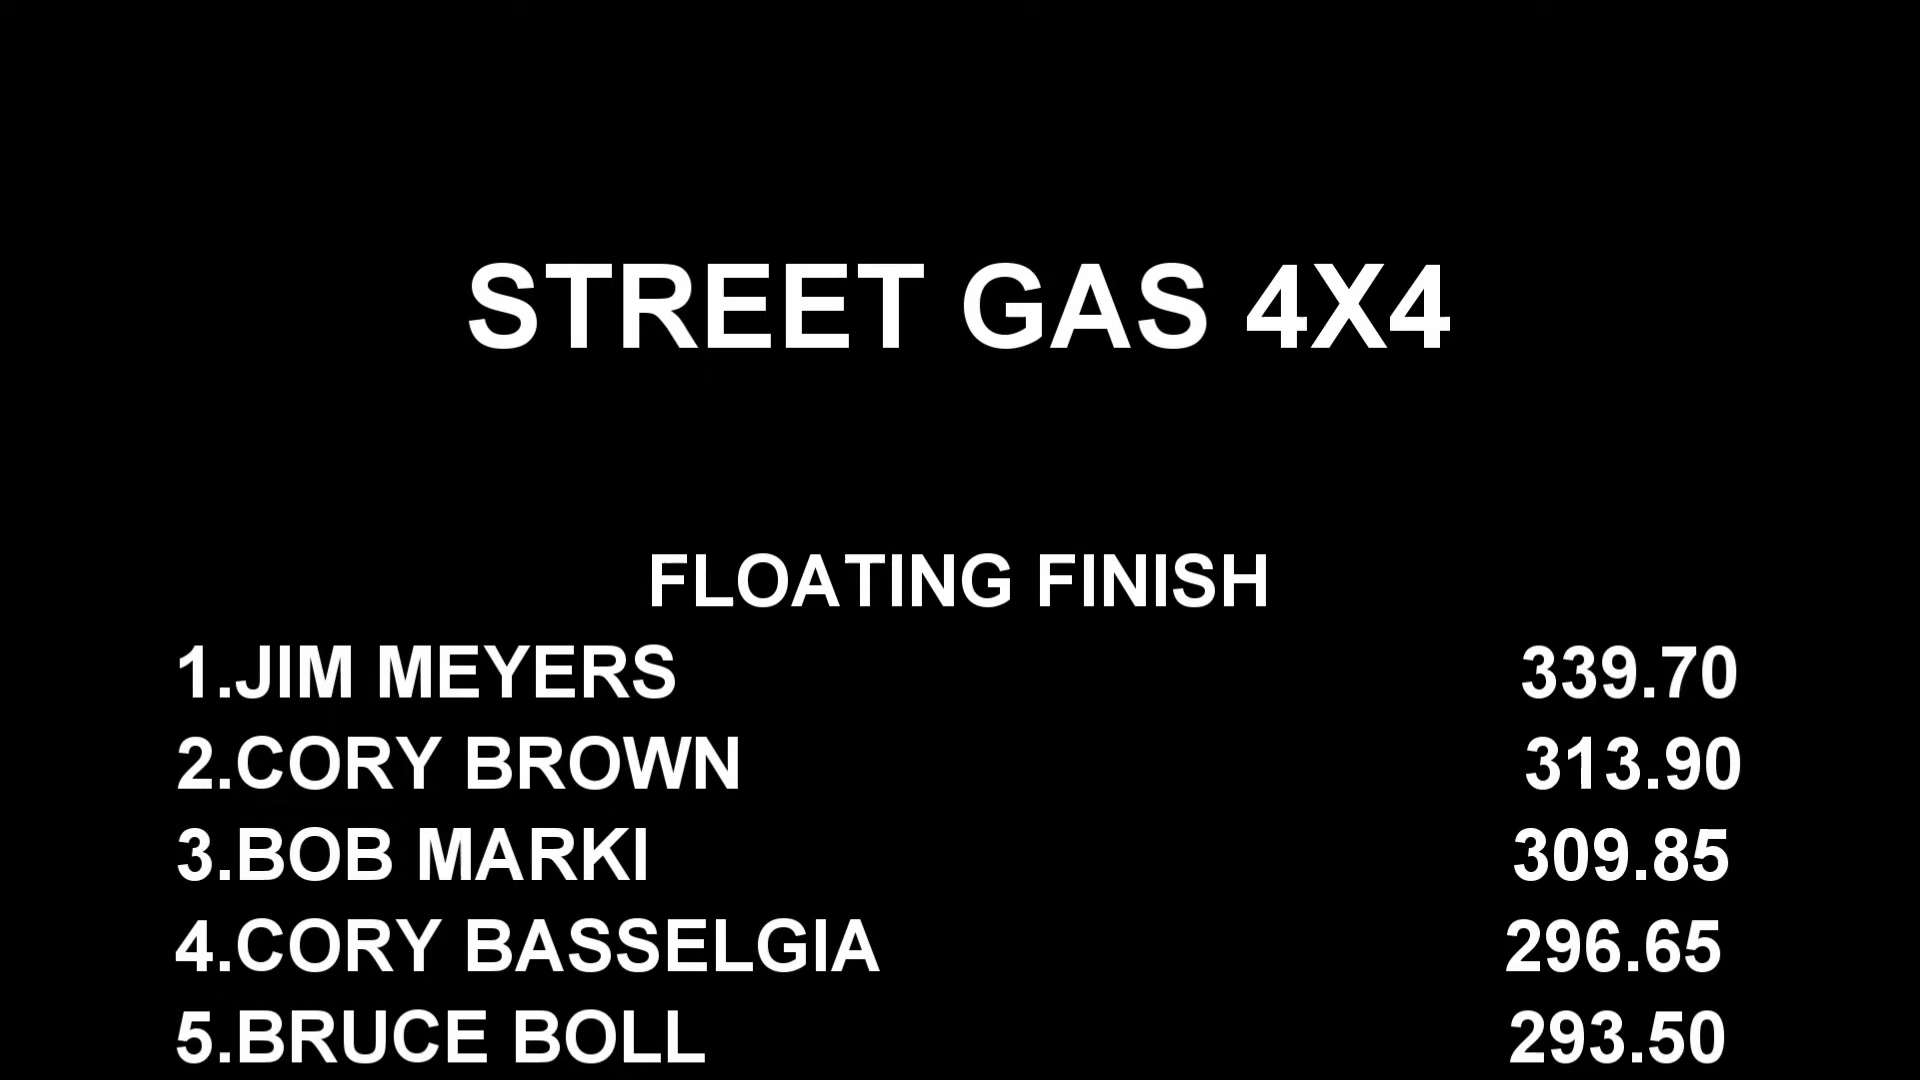 STREET GAS 4X4
FLOATING FINISH
1.JIM MEYERS 339.70
2.CORY BROWN 313.90
3.BOB MARKI 309.85
4.CORY BASSELGIA 296.65
5.BRUCE BOLL 293.50